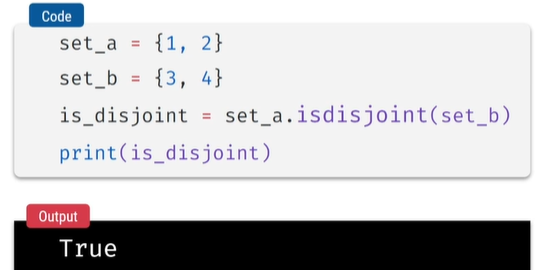 Code
set_a = {1, 2}
set_b = {3, 4}
is_disjoint = set_a.isdisjoint(set_b)
print(is_disjoint)
Output
True